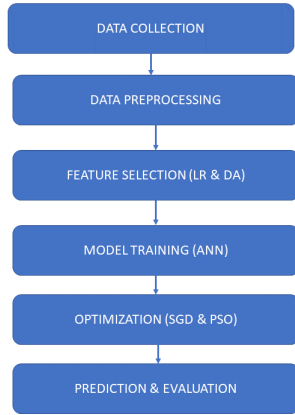 DATA COLLECTION
DATA PREPROCESSING
FEATURE SELECTION (LR & DA)
MODEL TRAINING (ANN)
OPTIMIZATION (SGD & PSO)
PREDICTION & EVALUATION